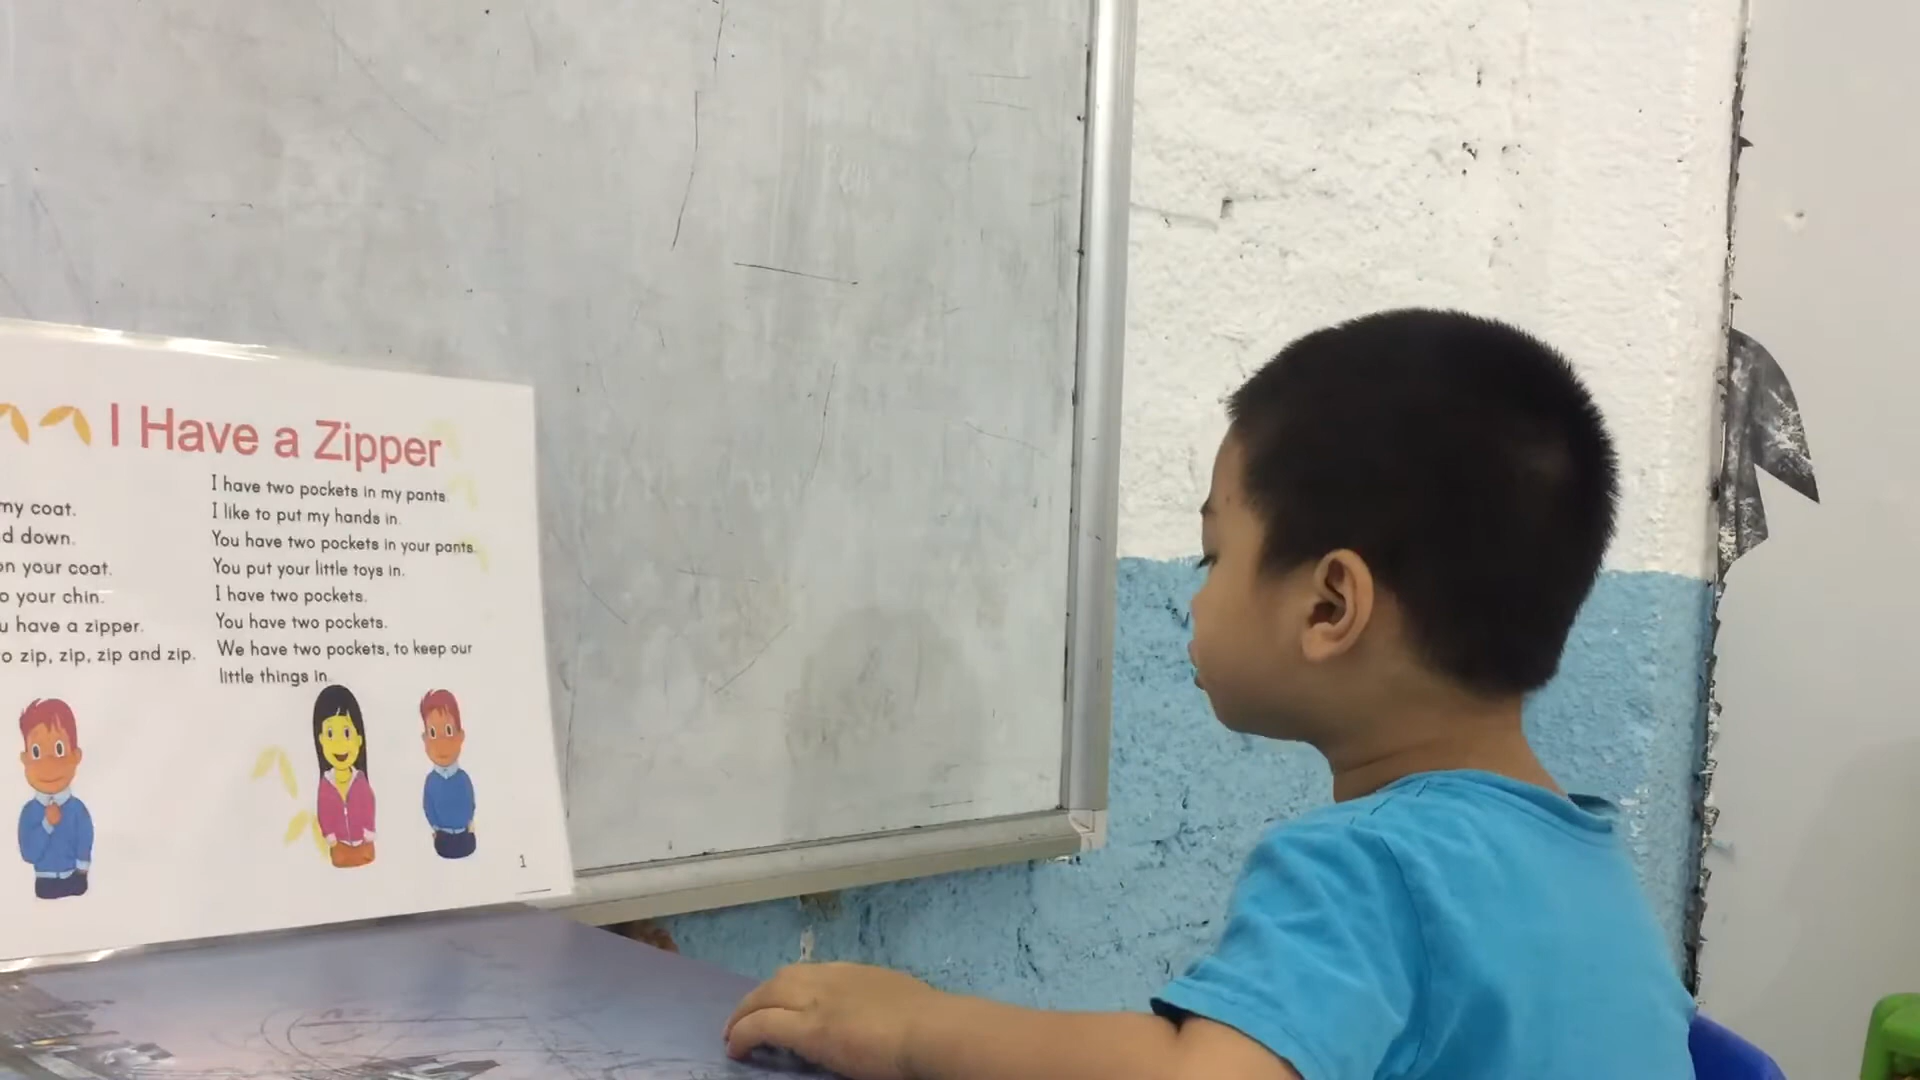 I Have a Zipper
my coat.
d down.
on your coat.
o your chin.
u have a zipper.
o zip, zip, zip and zip.
I have two pockets in my pants.
I like to put my hands in.
You have two pockets in your pants.
You put your little toys in.
I have two pockets.
You have two pockets.
We have two pockets, to keep our
little things in.
1